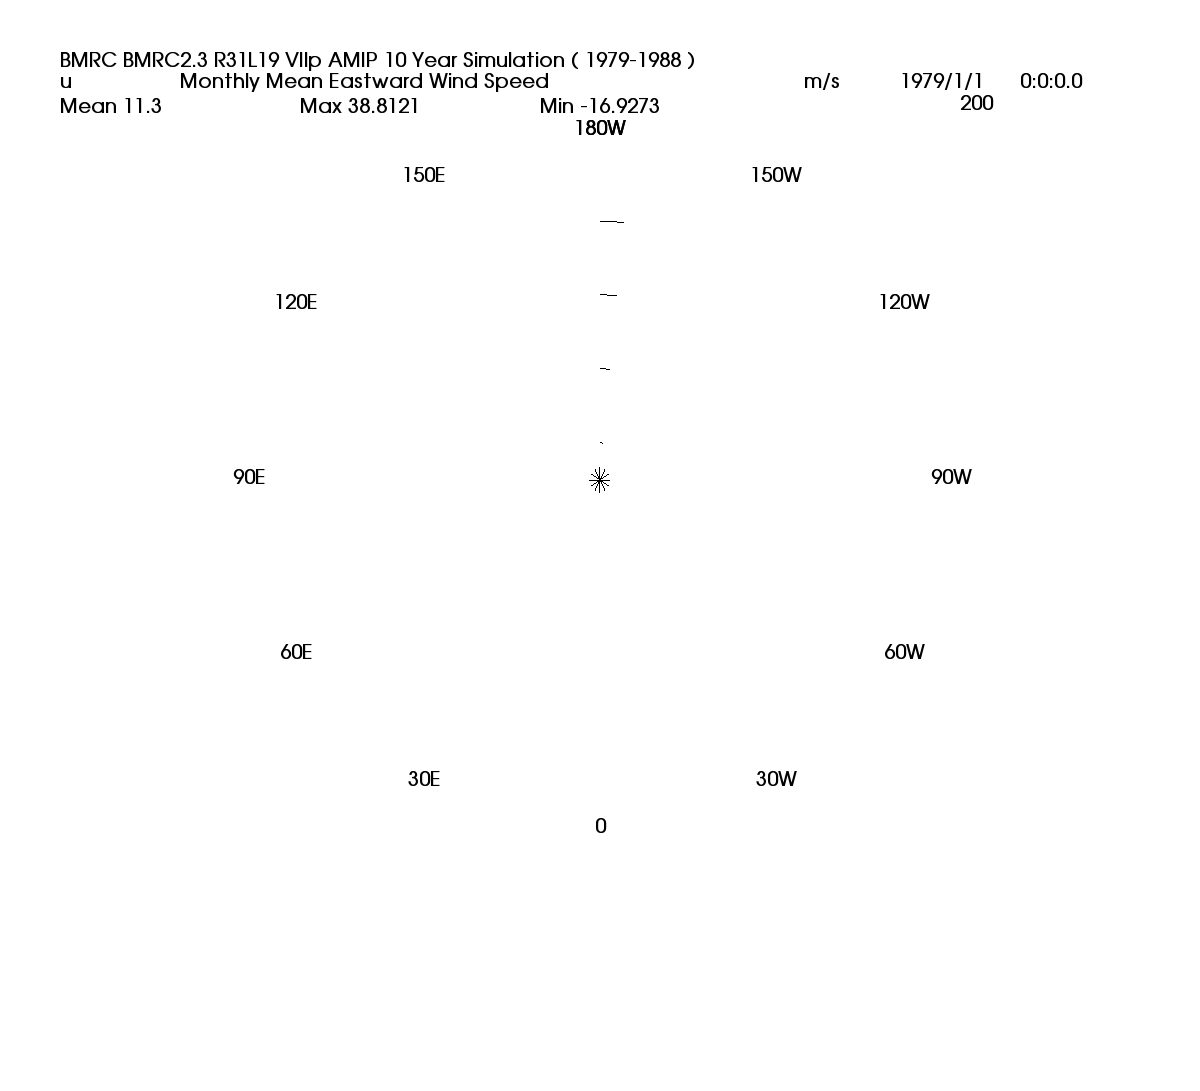 BMRC BMRC2.3 R31L19 VIIp AMIP 10 Year Simulation ( 1979-1988 )
u Monthly Mean Eastward Wind Speed m/s 1979/1/1 0:0:0.0
Mean 11.3 Max 38.8121 Min -16.9273 200
180W
150E 150W
120E 120W
90E 90W
60E 60W
30E 30W
0